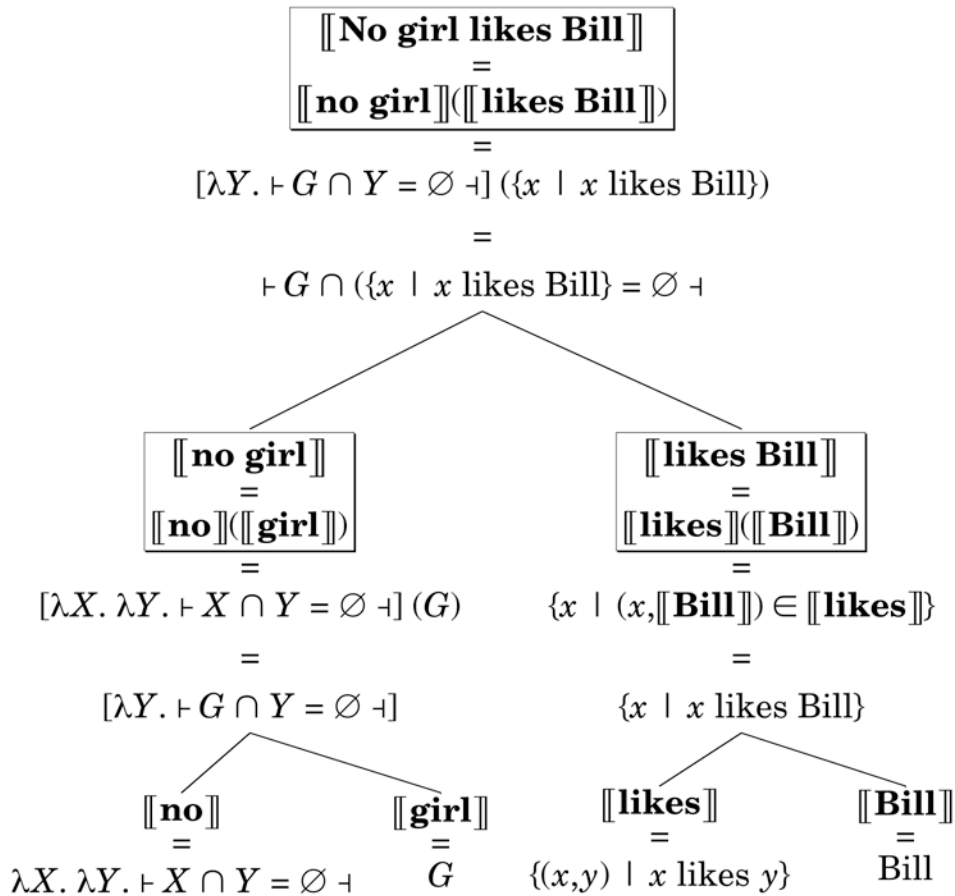 ⟦No girl likes Bill⟧
=
⟦no girl⟧(⟦likes Bill⟧)
=
[λY. ⊢ G ∩ Y = ∅ ⊣] ({x | x likes Bill})
=
⊢ G ∩ ({x | x likes Bill} = ∅ ⊣
⟦no girl⟧
=
⟦no⟧(⟦girl⟧)
=
[λX. λY. ⊢ X ∩ Y = ∅ ⊣] (G)
=
[λY. ⊢ G ∩ Y = ∅ ⊣]
⟦likes Bill⟧
=
⟦likes⟧(⟦Bill⟧)
=
{x | (x,⟦Bill⟧) ∈ ⟦likes⟧}
=
{x | x likes Bill}
⟦no⟧
=
λX. λY. ⊢ X ∩ Y = ∅ ⊣
⟦girl⟧
=
G
⟦likes⟧
=
{(x,y) | x likes y}
⟦Bill⟧
=
Bill